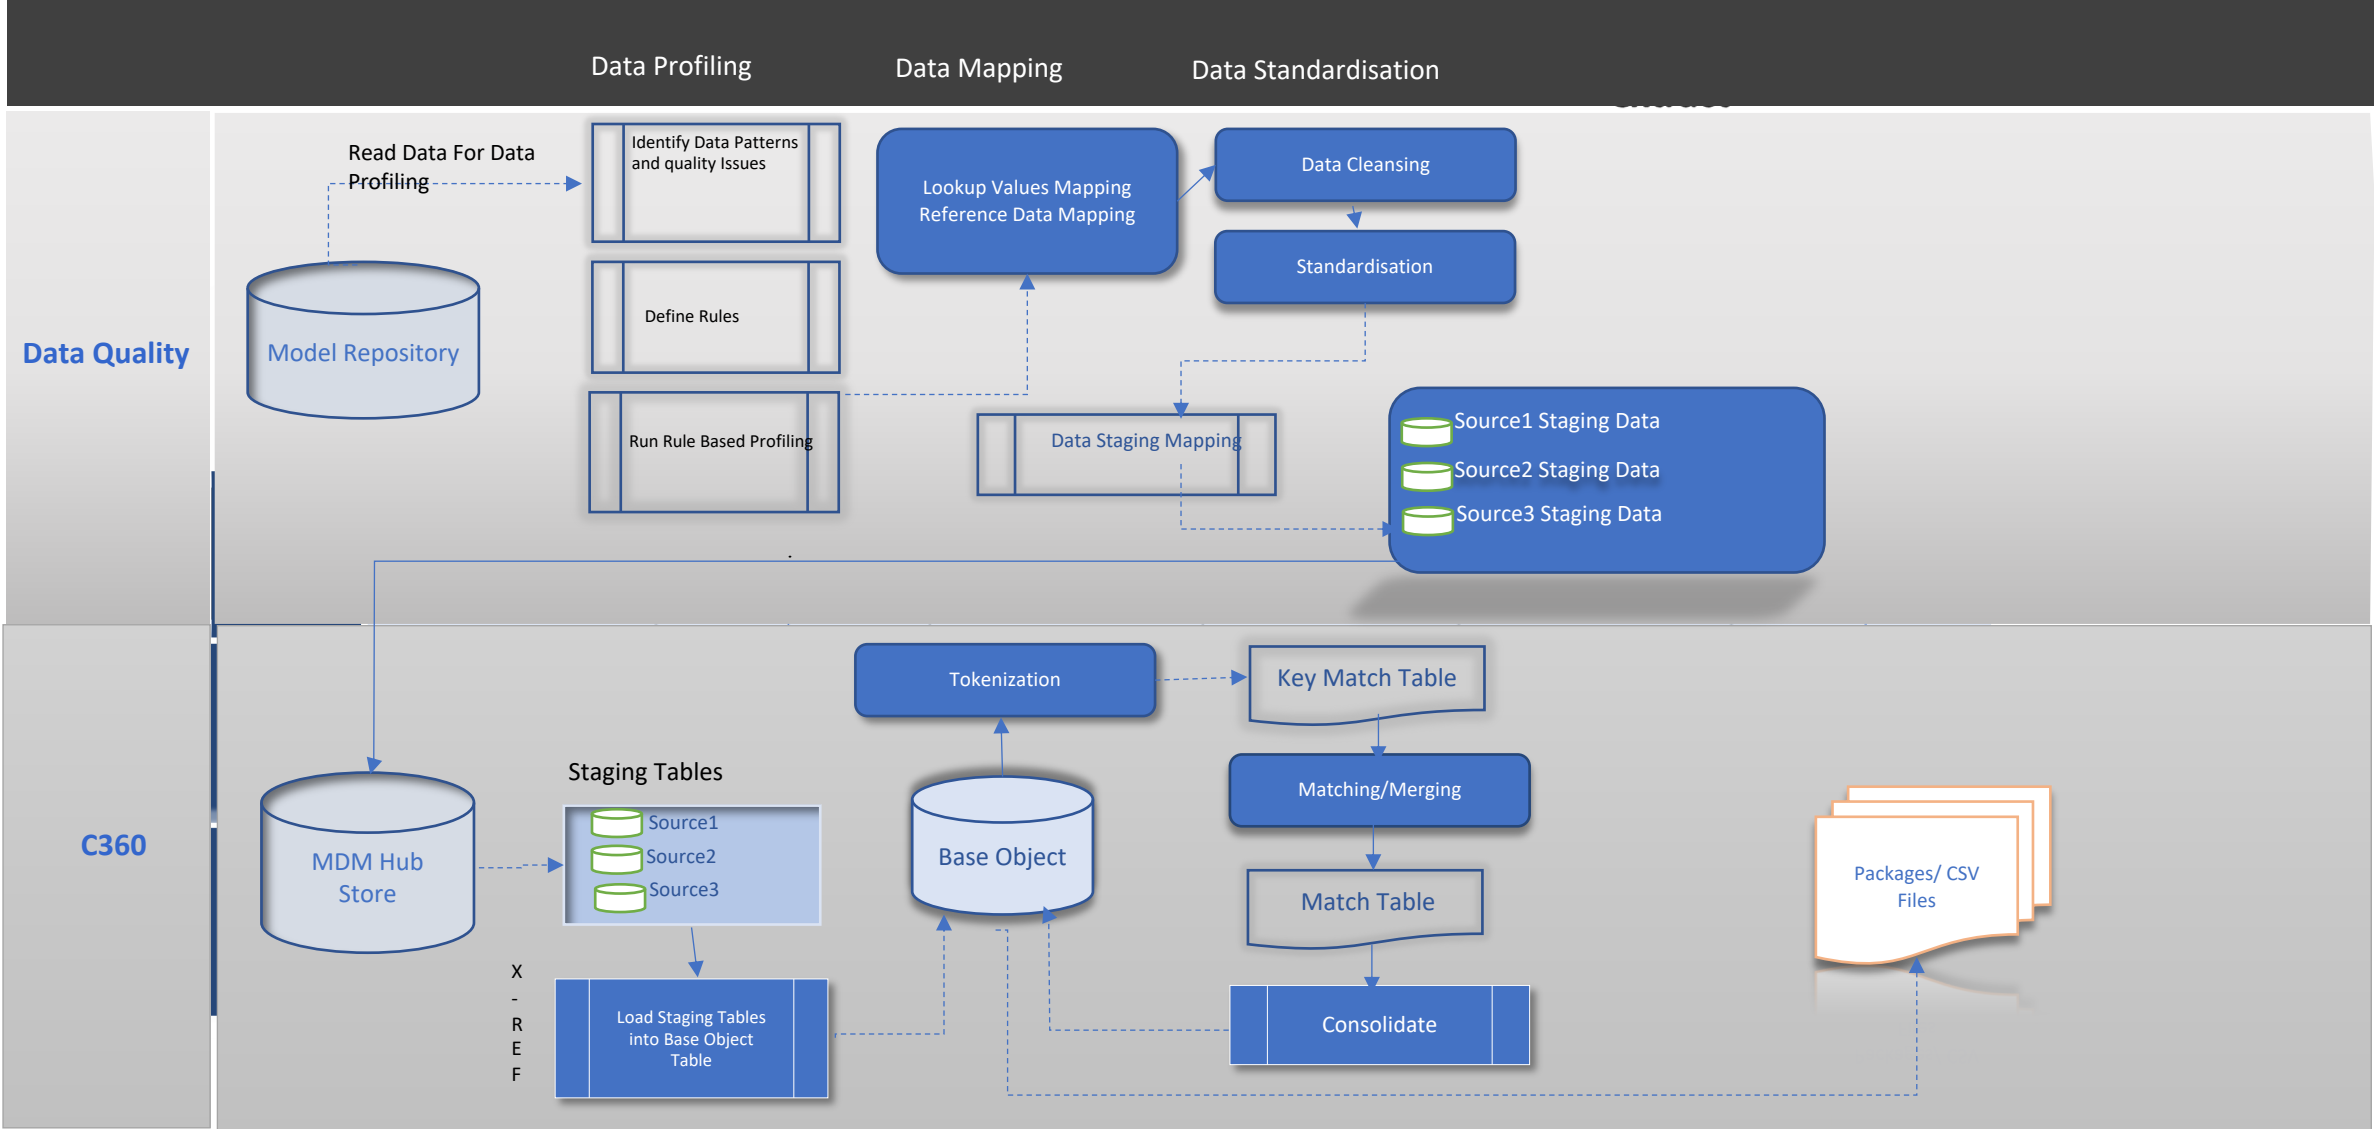 Data Profiling
Data Mapping
Data Standardisation
Read Data For Data
Profiling
Identify Data Patterns
and quality Issues
Lookup Values Mapping
Reference Data Mapping
Data Cleansing
Standardisation
Define Rules
Data Quality
Model Repository
Run Rule Based Profiling
Data Staging Mapping
Source1 Staging Data
Source2 Staging Data
Source3 Staging Data
.
Tokenization
Key Match Table
Staging Tables
Matching/Merging
Source1
Source2
Source3
C360
MDM Hub
Store
Base Object
Match Table
Packages/ CSV
Files
X
-
R
E
F
Load Staging Tables
into Base Object
Table
Consolidate